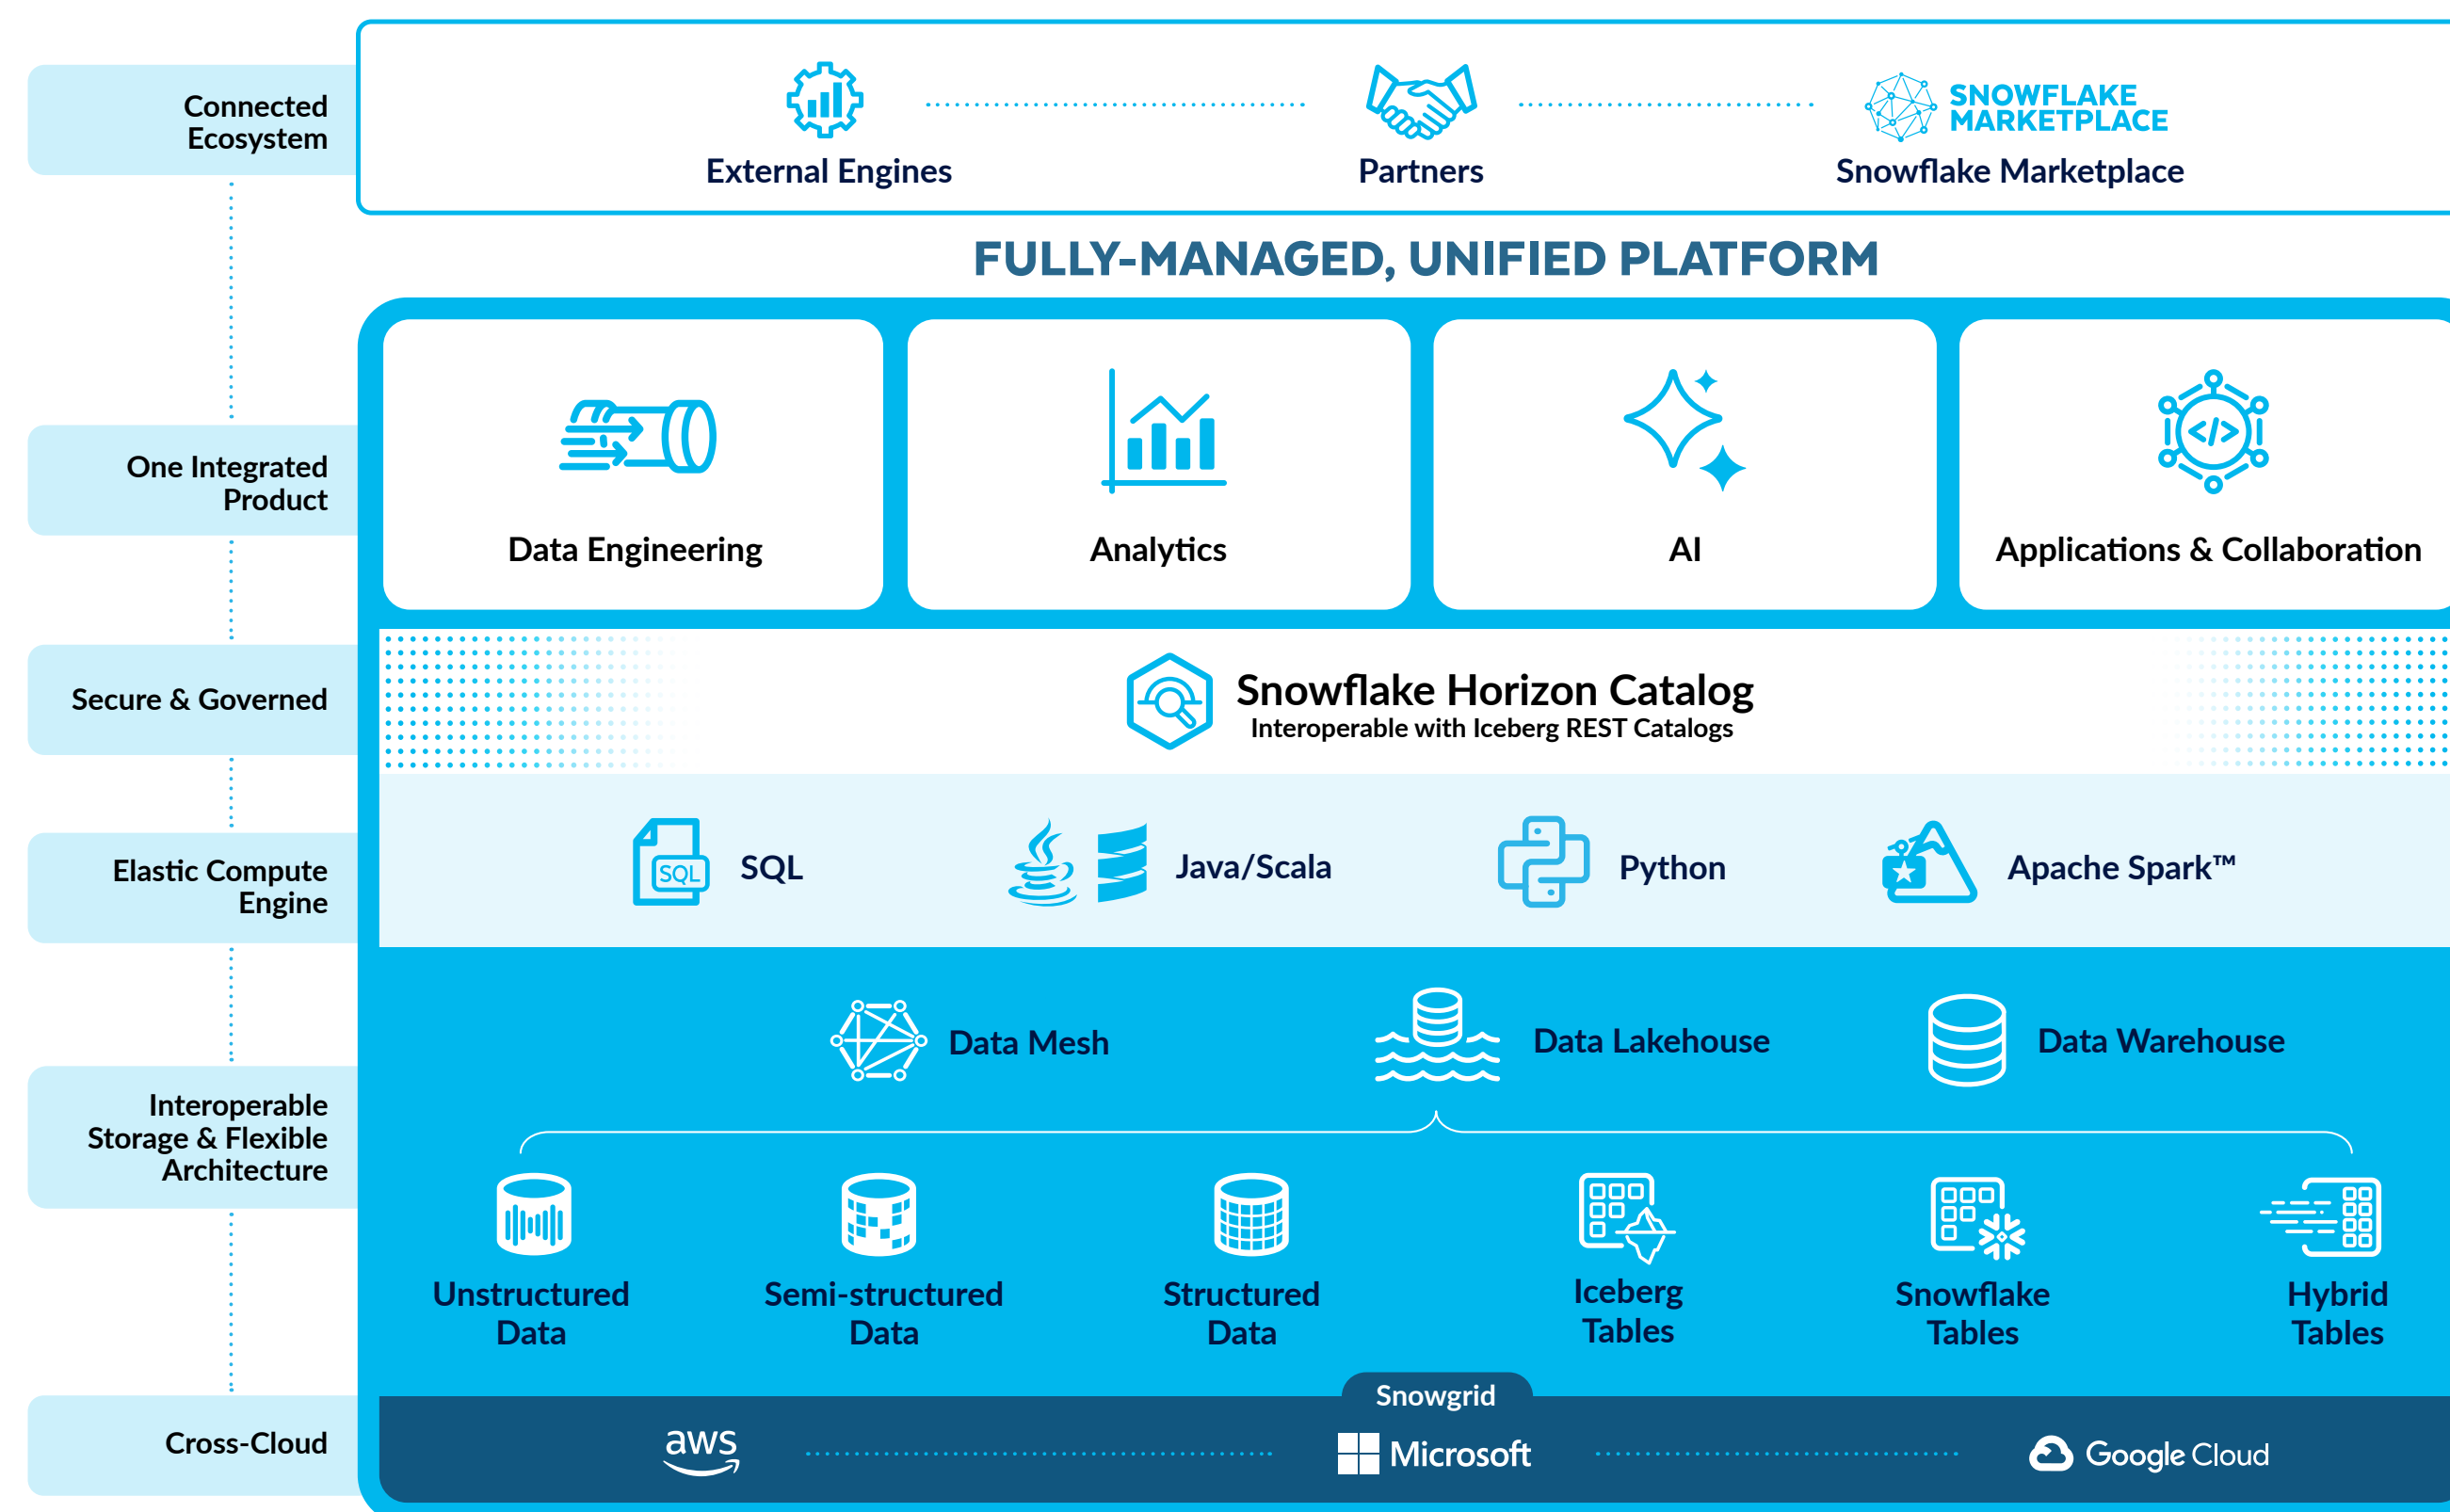 Connected
Ecosystem
External Engines
Partners
SNOWFLAKE
MARKETPLACE
Snowflake Marketplace
FULLY-MANAGED, UNIFIED PLATFORM
One Integrated
Product
Data Engineering
Analytics
AI
</>
Applications & Collaboration
Secure & Governed
Snowflake Horizon Catalog
Interoperable with Iceberg REST Catalogs
Elastic Compute
Engine
SQL
SQL
Java/Scala
Python
Apache Spark™
Interoperable
Storage & Flexible
Architecture
Data Mesh
Data Lakehouse
Data Warehouse
Unstructured
Data
Semi-structured
Data
Structured
Data
Iceberg
Tables
Snowflake
Tables
Hybrid
Tables
Cross-Cloud
Snowgrid
aws
Microsoft
Google Cloud